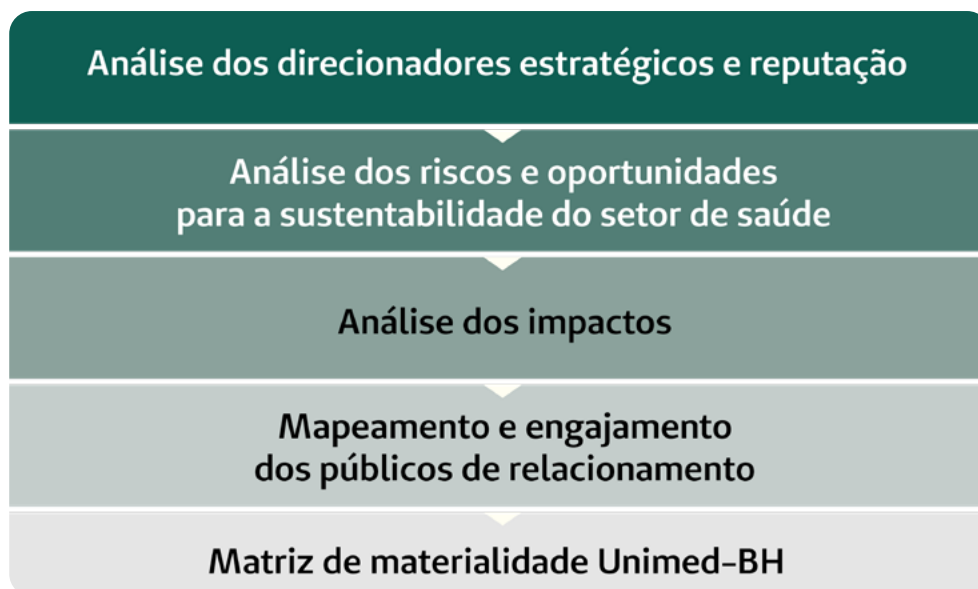 Análise dos direcionadores estratégicos e reputação
Análise dos riscos e oportunidades
para a sustentabilidade do setor de saúde
Análise dos impactos
Mapeamento e engajamento
dos públicos de relacionamento
Matriz de materialidade Unimed-BH